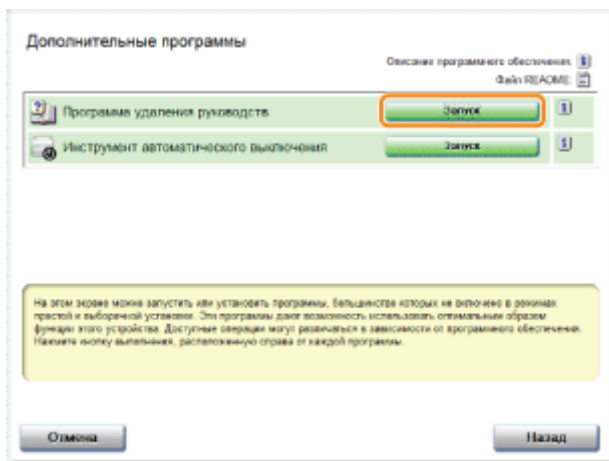 Дополнительные программы
Описание программного обеспечения:
Файл README:
Программа удаления руководств
Запуск
Инструмент автоматического выключения
Запуск
На этом экране можно запустить или установить программы, большинство которых не включено в режимах
простой и выборочной установки. Эти программы дают возможность использовать оптимальным образом
функции этого устройства. Доступные операции могут различаться в зависимости от программного обеспечения.
Нажмите кнопку выполнения, расположенную справа от каждой программы.
Отмена
Назад